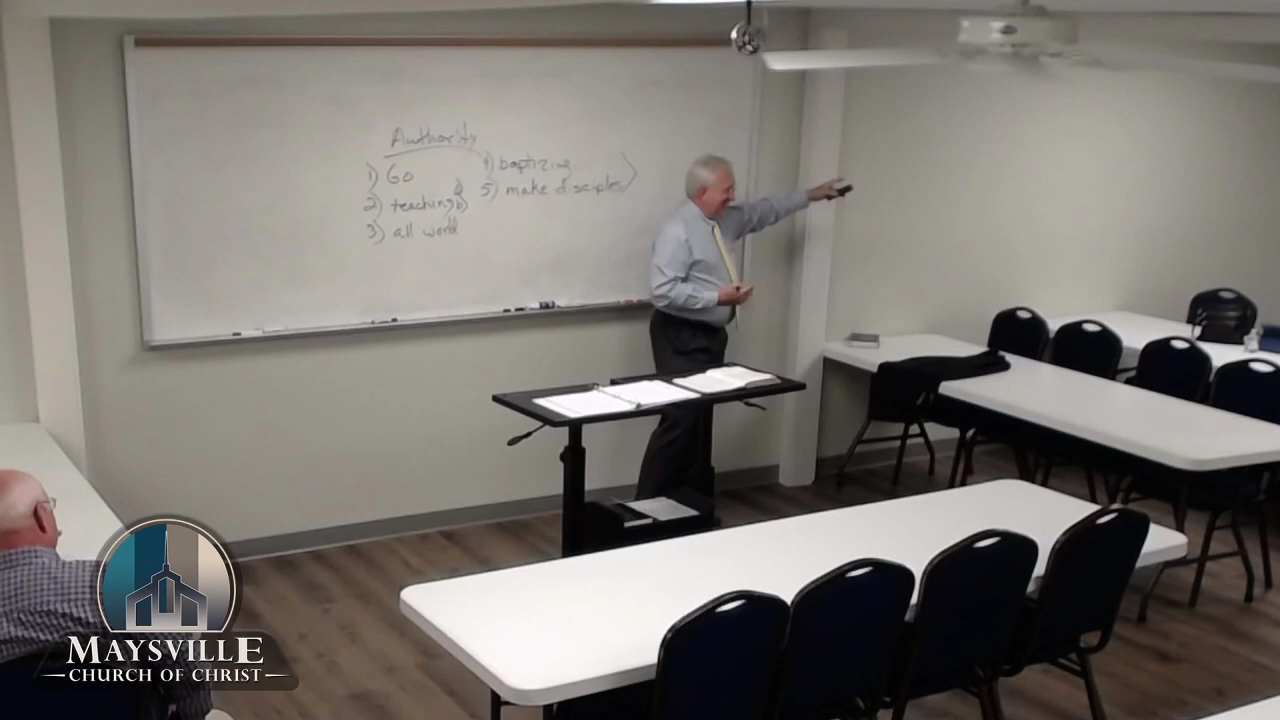 Authority
1) Go
2) teaching a) b)
3) all world
4) baptizing
5) make disciples
MAYSVILLE
CHURCH OF CHRIST